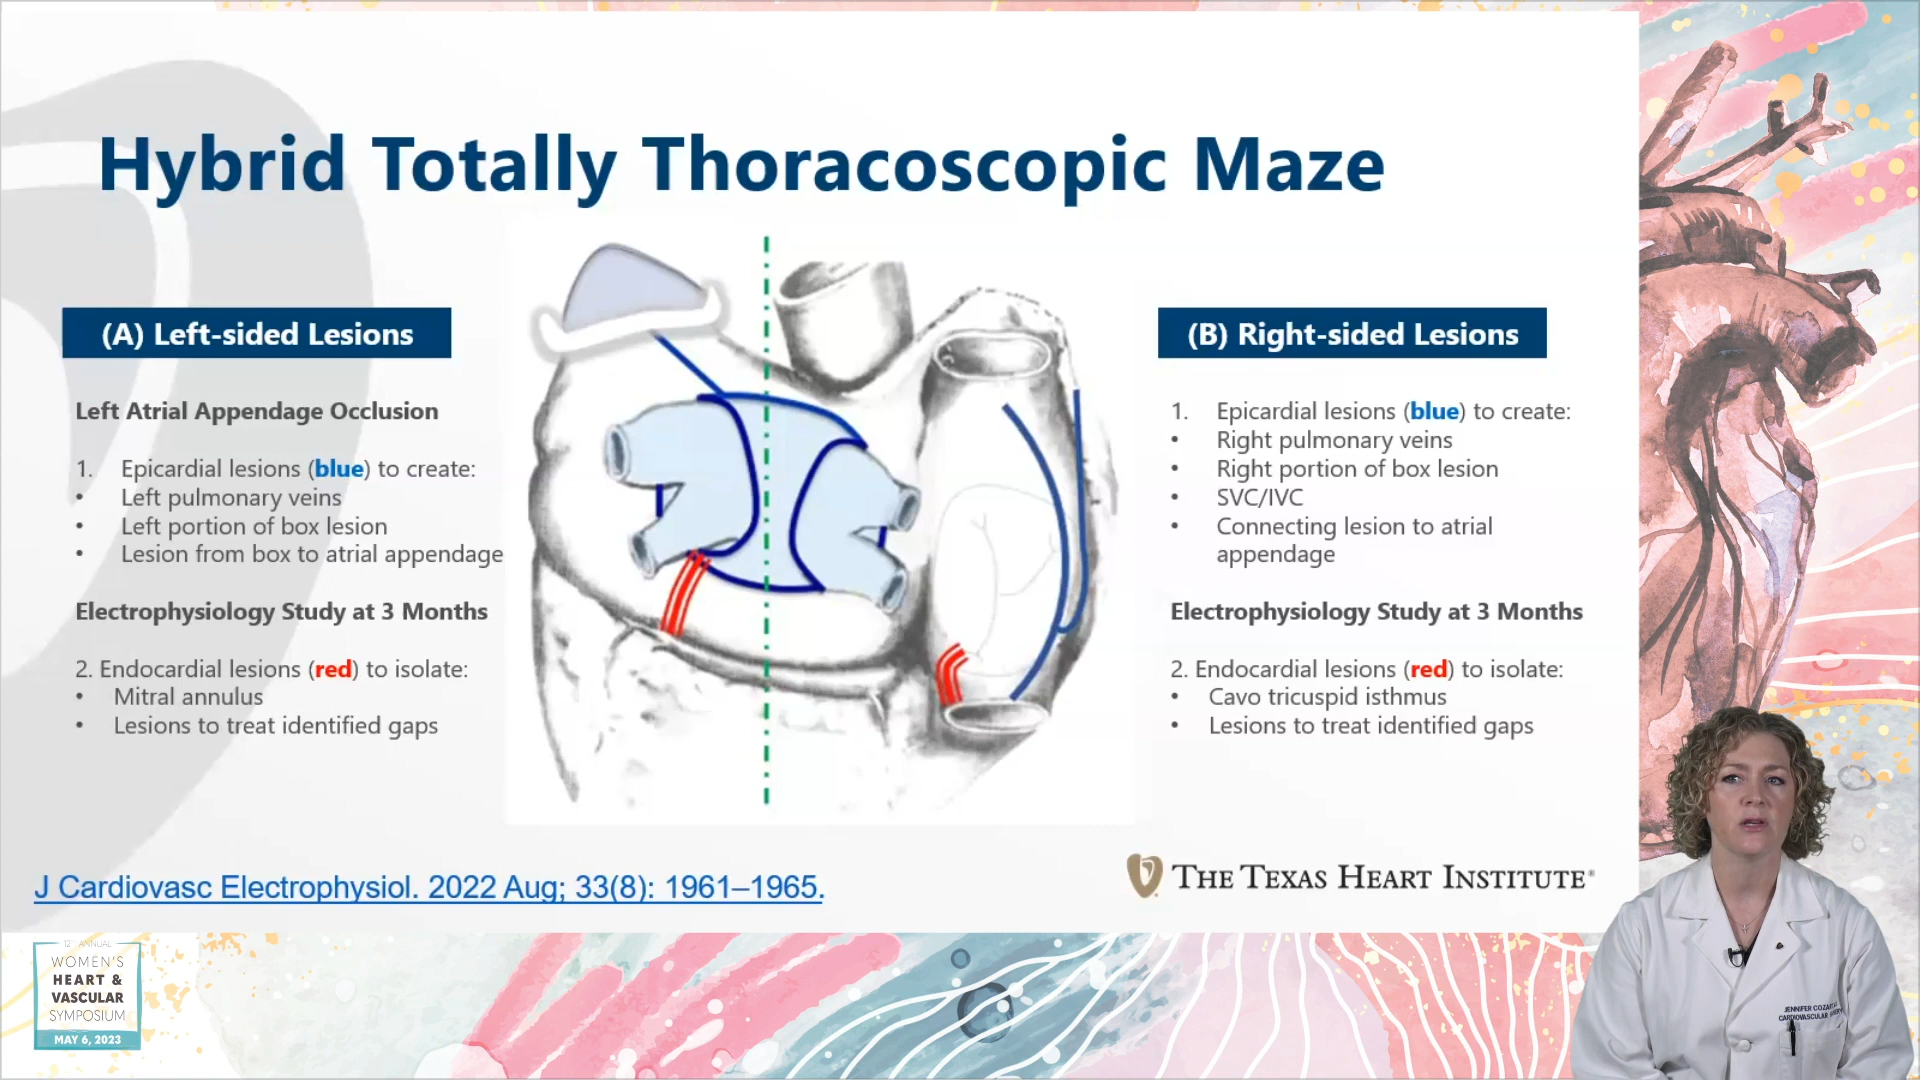 Hybrid Totally Thoracoscopic Maze
(A) Left-sided Lesions
Left Atrial Appendage Occlusion
1. Epicardial lesions (blue) to create:
• Left pulmonary veins
• Left portion of box lesion
• Lesion from box to atrial appendage
Electrophysiology Study at 3 Months
2. Endocardial lesions (red) to isolate:
• Mitral annulus
• Lesions to treat identified gaps
(B) Right-sided Lesions
1. Epicardial lesions (blue) to create:
• Right pulmonary veins
• Right portion of box lesion
• SVC/IVC
• Connecting lesion to atrial
appendage
Electrophysiology Study at 3 Months
2. Endocardial lesions (red) to isolate:
• Cavo tricuspid isthmus
• Lesions to treat identified gaps
J Cardiovasc Electrophysiol. 2022 Aug; 33(8): 1961–1965.
THE TEXAS HEART INSTITUTE®
12TH ANNUAL
WOMEN'S
HEART &
VASCULAR
SYMPOSIUM
MAY 6, 2023
JENNIFER
CARDIOVASCULAR